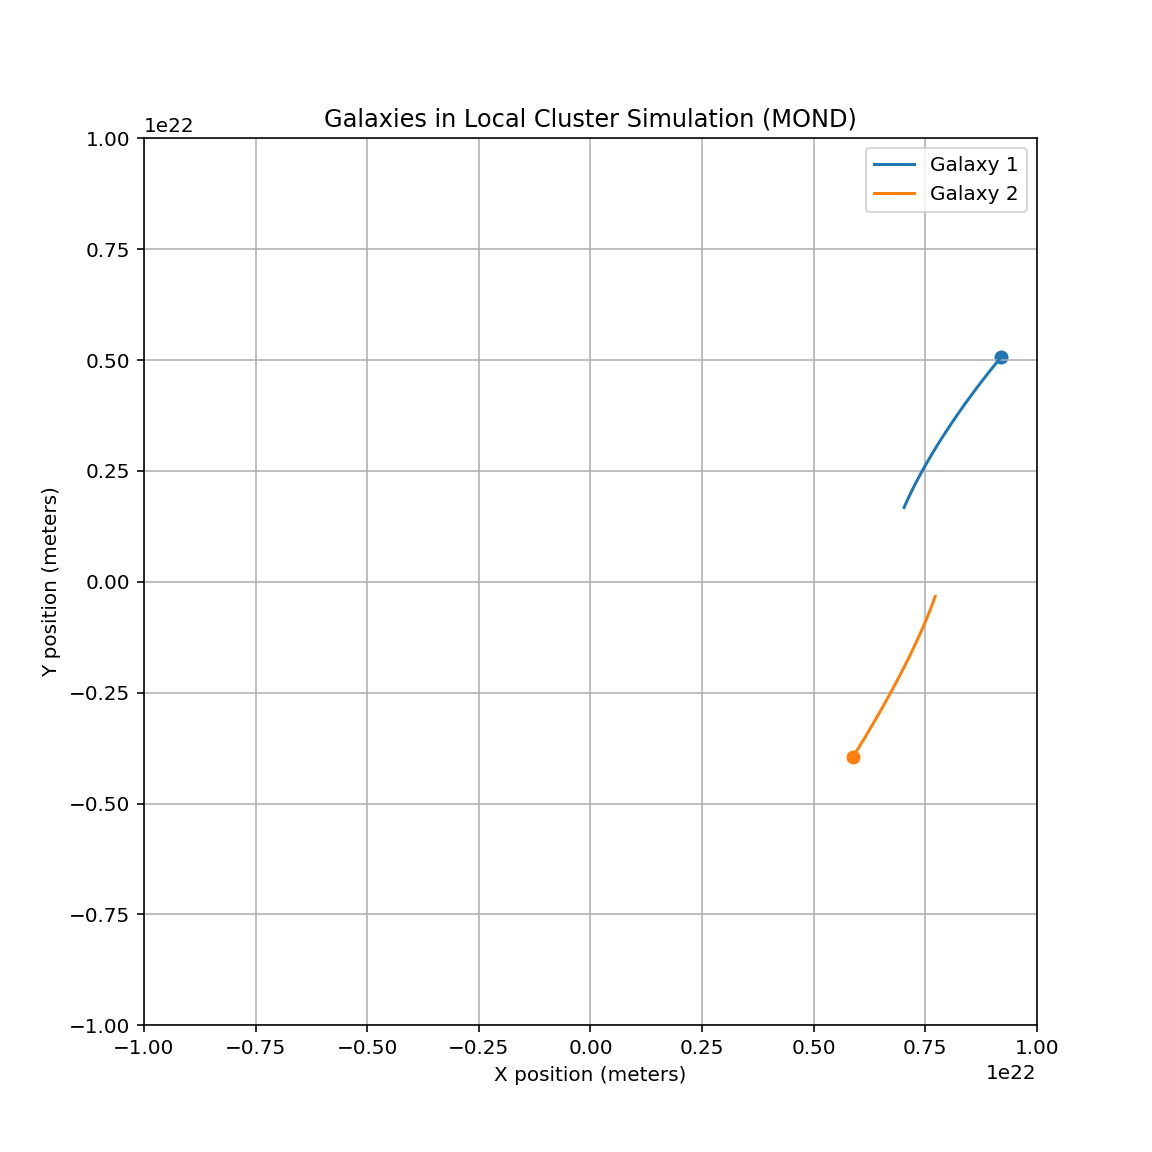 Galaxies in Local Cluster Simulation (MOND)
1e22
Galaxy 1
Galaxy 2
1.00
0.75
0.50
0.25
0.00
−0.25
−0.50
−0.75
−1.00
Y position (meters)
−1.00 −0.75 −0.50 −0.25 0.00 0.25 0.50 0.75 1.00
X position (meters)
1e22